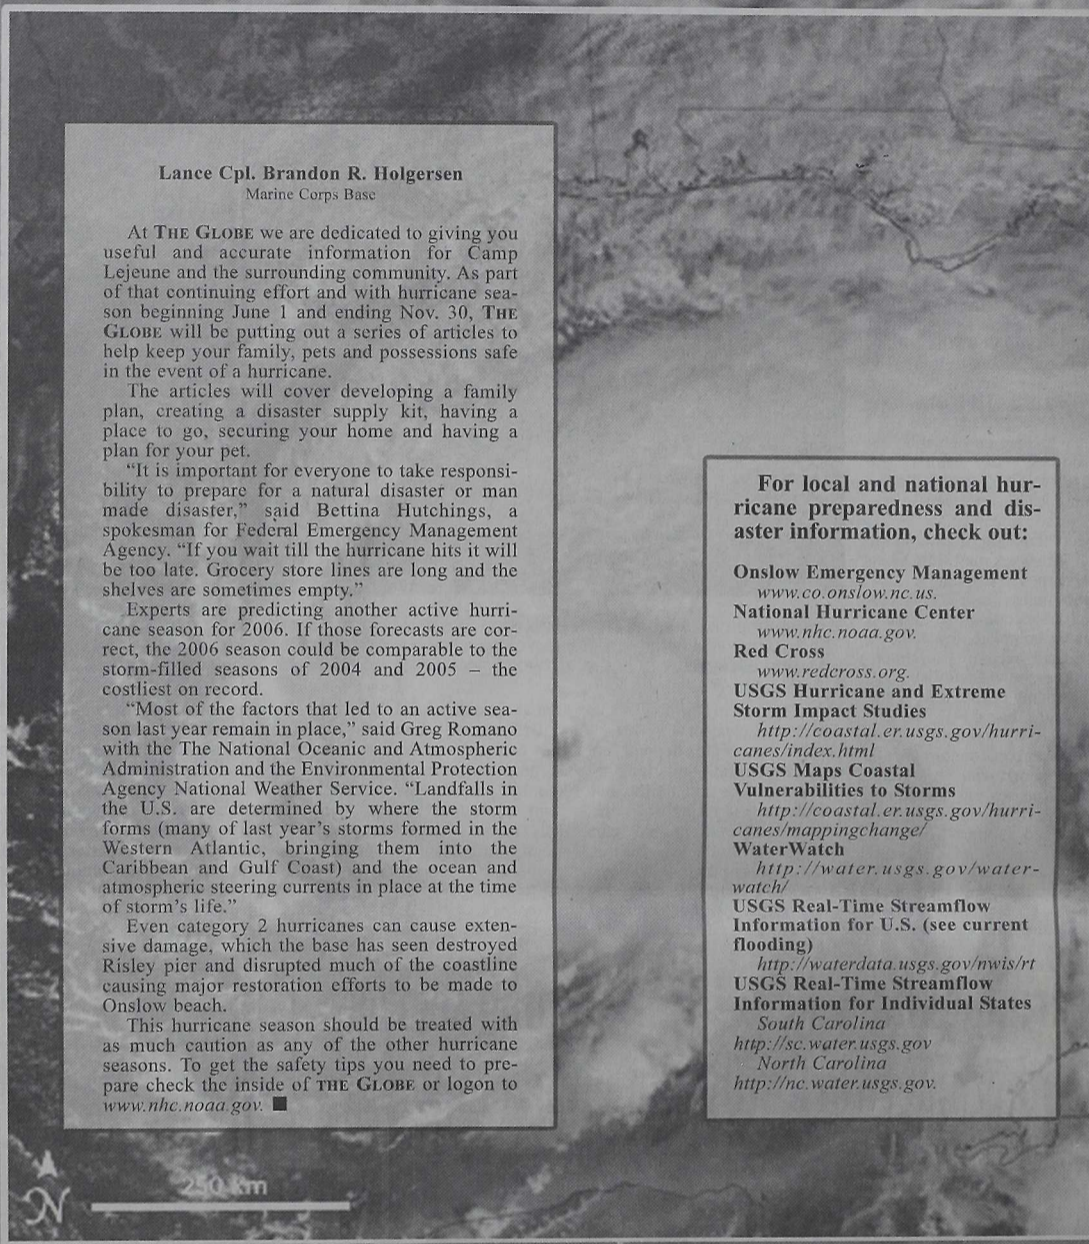 Lance Cpl. Brandon R. Holgersen
Marine Corps Base
At THE GLOBE we are dedicated to giving you
useful and accurate information for Camp
Lejeune and the surrounding community. As part
of that continuing effort and with hurricane sea-
son beginning June 1 and ending Nov. 30, THE
GLOBE will be putting out a series of articles to
help keep your family, pets and possessions safe
in the event of a hurricane.
The articles will cover developing a family
plan, creating a disaster supply kit, having a
place to go, securing your home and having a
plan for your pet.
“It is important for everyone to take responsi-
bility to prepare for a natural disaster or man
made disaster,” said Bettina Hutchings, a
spokesman for Federal Emergency Management
Agency. “If you wait till the hurricane hits it will
be too late. Grocery store lines are long and the
shelves are sometimes empty.”
Experts are predicting another active hurri-
cane season for 2006. If those forecasts are cor-
rect, the 2006 season could be comparable to the
storm-filled seasons of 2004 and 2005 – the
costliest on record.
“Most of the factors that led to an active sea-
son last year remain in place,” said Greg Romano
with the The National Oceanic and Atmospheric
Administration and the Environmental Protection
Agency National Weather Service. “Landfalls in
the U.S. are determined by where the storm
forms (many of last year’s storms formed in the
Western Atlantic, bringing them into the
Caribbean and Gulf Coast) and the ocean and
atmospheric steering currents in place at the time
of storm’s life.”
Even category 2 hurricanes can cause exten-
sive damage, which the base has seen destroyed
Risley pier and disrupted much of the coastline
causing major restoration efforts to be made to
Onslow beach.
This hurricane season should be treated with
as much caution as any of the other hurricane
seasons. To get the safety tips you need to pre-
pare check the inside of THE GLOBE or logon to
www.nhc.noaa.gov. ■
For local and national hur-
ricane preparedness and dis-
aster information, check out:
Onslow Emergency Management
www.co.onslow.nc.us.
National Hurricane Center
www.nhc.noaa.gov.
Red Cross
www.redcross.org.
USGS Hurricane and Extreme
Storm Impact Studies
http://coastal.er.usgs.gov/hurri-
canes/index.html
USGS Maps Coastal
Vulnerabilities to Storms
http://coastal.er.usgs.gov/hurri-
canes/mappingchange/
WaterWatch
http://water.usgs.gov/water-
watch/
USGS Real-Time Streamflow
Information for U.S. (see current
flooding)
http://waterdata.usgs.gov/nwis/rt
USGS Real-Time Streamflow
Information for Individual States
South Carolina
http://sc.water.usgs.gov
North Carolina
http://nc.water.usgs.gov.
250 km
N